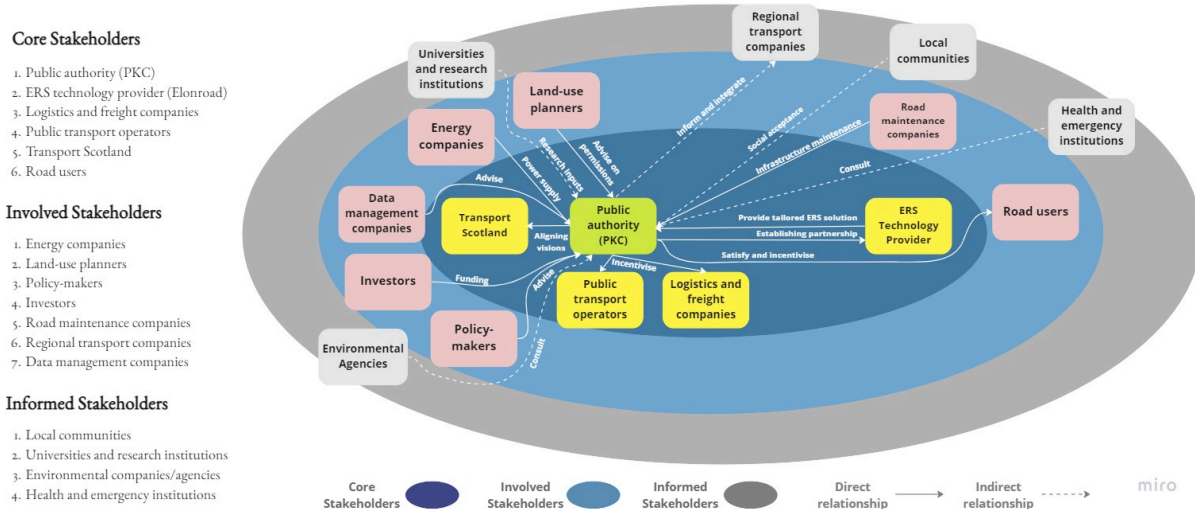 Core Stakeholders
1. Public authority (PKC)
2. ERS technology provider (Elonroad)
3. Logistics and freight companies
4. Public transport operators
5. Transport Scotland
6. Road users
Involved Stakeholders
1. Energy companies
2. Land-use planners
3. Policy-makers
4. Investors
5. Road maintenance companies
6. Regional transport companies
7. Data management companies
Informed Stakeholders
1. Local communities
2. Universities and research institutions
3. Environmental companies/agencies
4. Health and emergency institutions
Regional
transport
companies
Local
communities
Universities
and research
institutions
Land-use
planners
Health and
emergency
institutions
Road
maintenance
companies
Energy
companies
Inform and integrate
Social acceptance
Infrastructure maintenance
Consult
Advise on
permissions
Research inputs
Power supply
Advise
Data
management
companies
Transport
Scotland
Aligning
visions
Public
authority
(PKC)
Provide tailored ERS solution
Establishing partnership
Satisfy and incentivise
ERS
Technology
Provider
Road users
Investors
Funding
Advise
Incentivise
Public
transport
operators
Logistics and
freight
companies
Policy-
makers
Consult
Environmental
Agencies
Core
Stakeholders
Involved
Stakeholders
Informed
Stakeholders
Direct
relationship
Indirect
relationship
miro